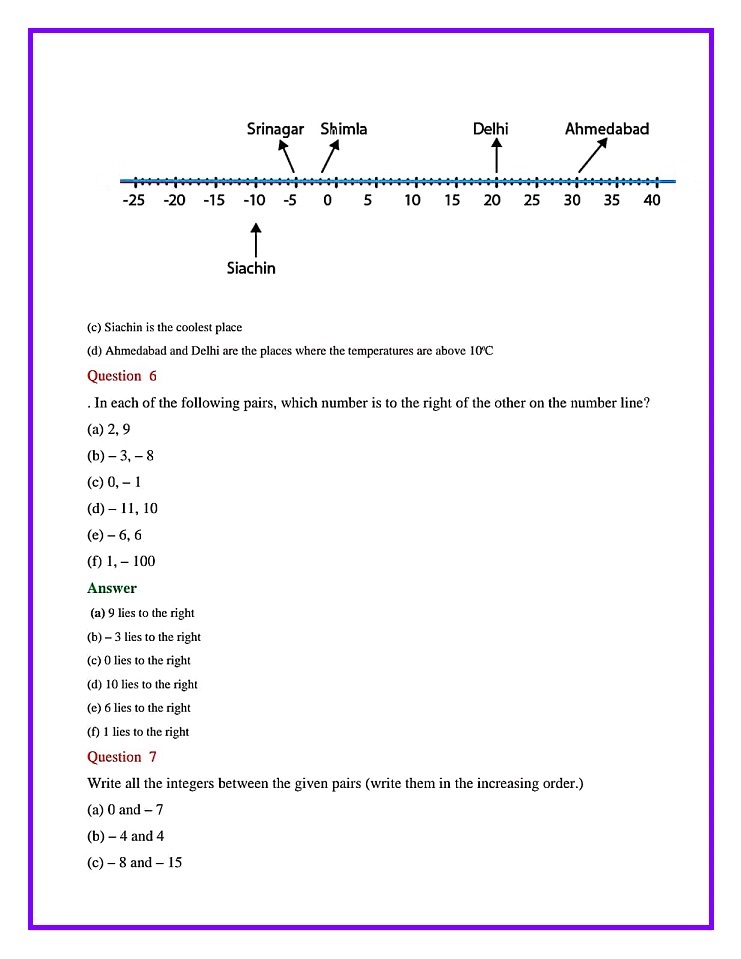 Srinagar Shimla Delhi Ahmedabad
-25 -20 -15 -10 -5 0 5 10 15 20 25 30 35 40
Siachin
(c) Siachin is the coolest place
(d) Ahmedabad and Delhi are the places where the temperatures are above 10⁰C
Question 6
. In each of the following pairs, which number is to the right of the other on the number line?
(a) 2, 9
(b) – 3, – 8
(c) 0, – 1
(d) – 11, 10
(e) – 6, 6
(f) 1, – 100
Answer
(a) 9 lies to the right
(b) – 3 lies to the right
(c) 0 lies to the right
(d) 10 lies to the right
(e) 6 lies to the right
(f) 1 lies to the right
Question 7
Write all the integers between the given pairs (write them in the increasing order.)
(a) 0 and – 7
(b) – 4 and 4
(c) – 8 and – 15